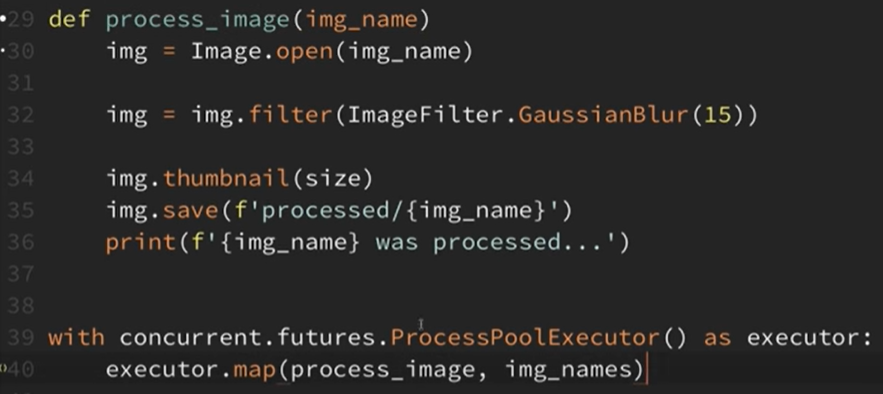 29 def process_image(img_name)
30     img = Image.open(img_name)
31
32     img = img.filter(ImageFilter.GaussianBlur(15))
33
34     img.thumbnail(size)
35     img.save(f'processed/{img_name}')
36     print(f'{img_name} was processed...')
37
38
39 with concurrent.futures.ProcessPoolExecutor() as executor:
40     executor.map(process_image, img_names)